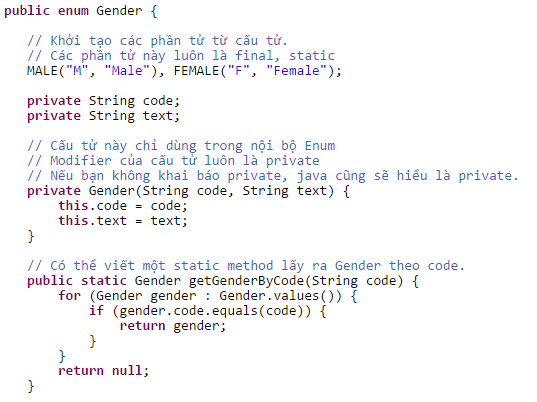 public enum Gender {
// Khởi tạo các phần tử từ cấu tử.
// Các phần tử này luôn là final, static
MALE("M", "Male"), FEMALE("F", "Female");
private String code;
private String text;
// Cấu tử này chỉ dùng trong nội bộ Enum
// Modifier của cấu tử luôn là private
// Nếu bạn không khai báo private, java cũng sẽ hiểu là private.
private Gender(String code, String text) {
this.code = code;
this.text = text;
}
// Có thể viết một static method lấy ra Gender theo code.
public static Gender getGenderByCode(String code) {
for (Gender gender : Gender.values()) {
if (gender.code.equals(code)) {
return gender;
}
}
return null;
}